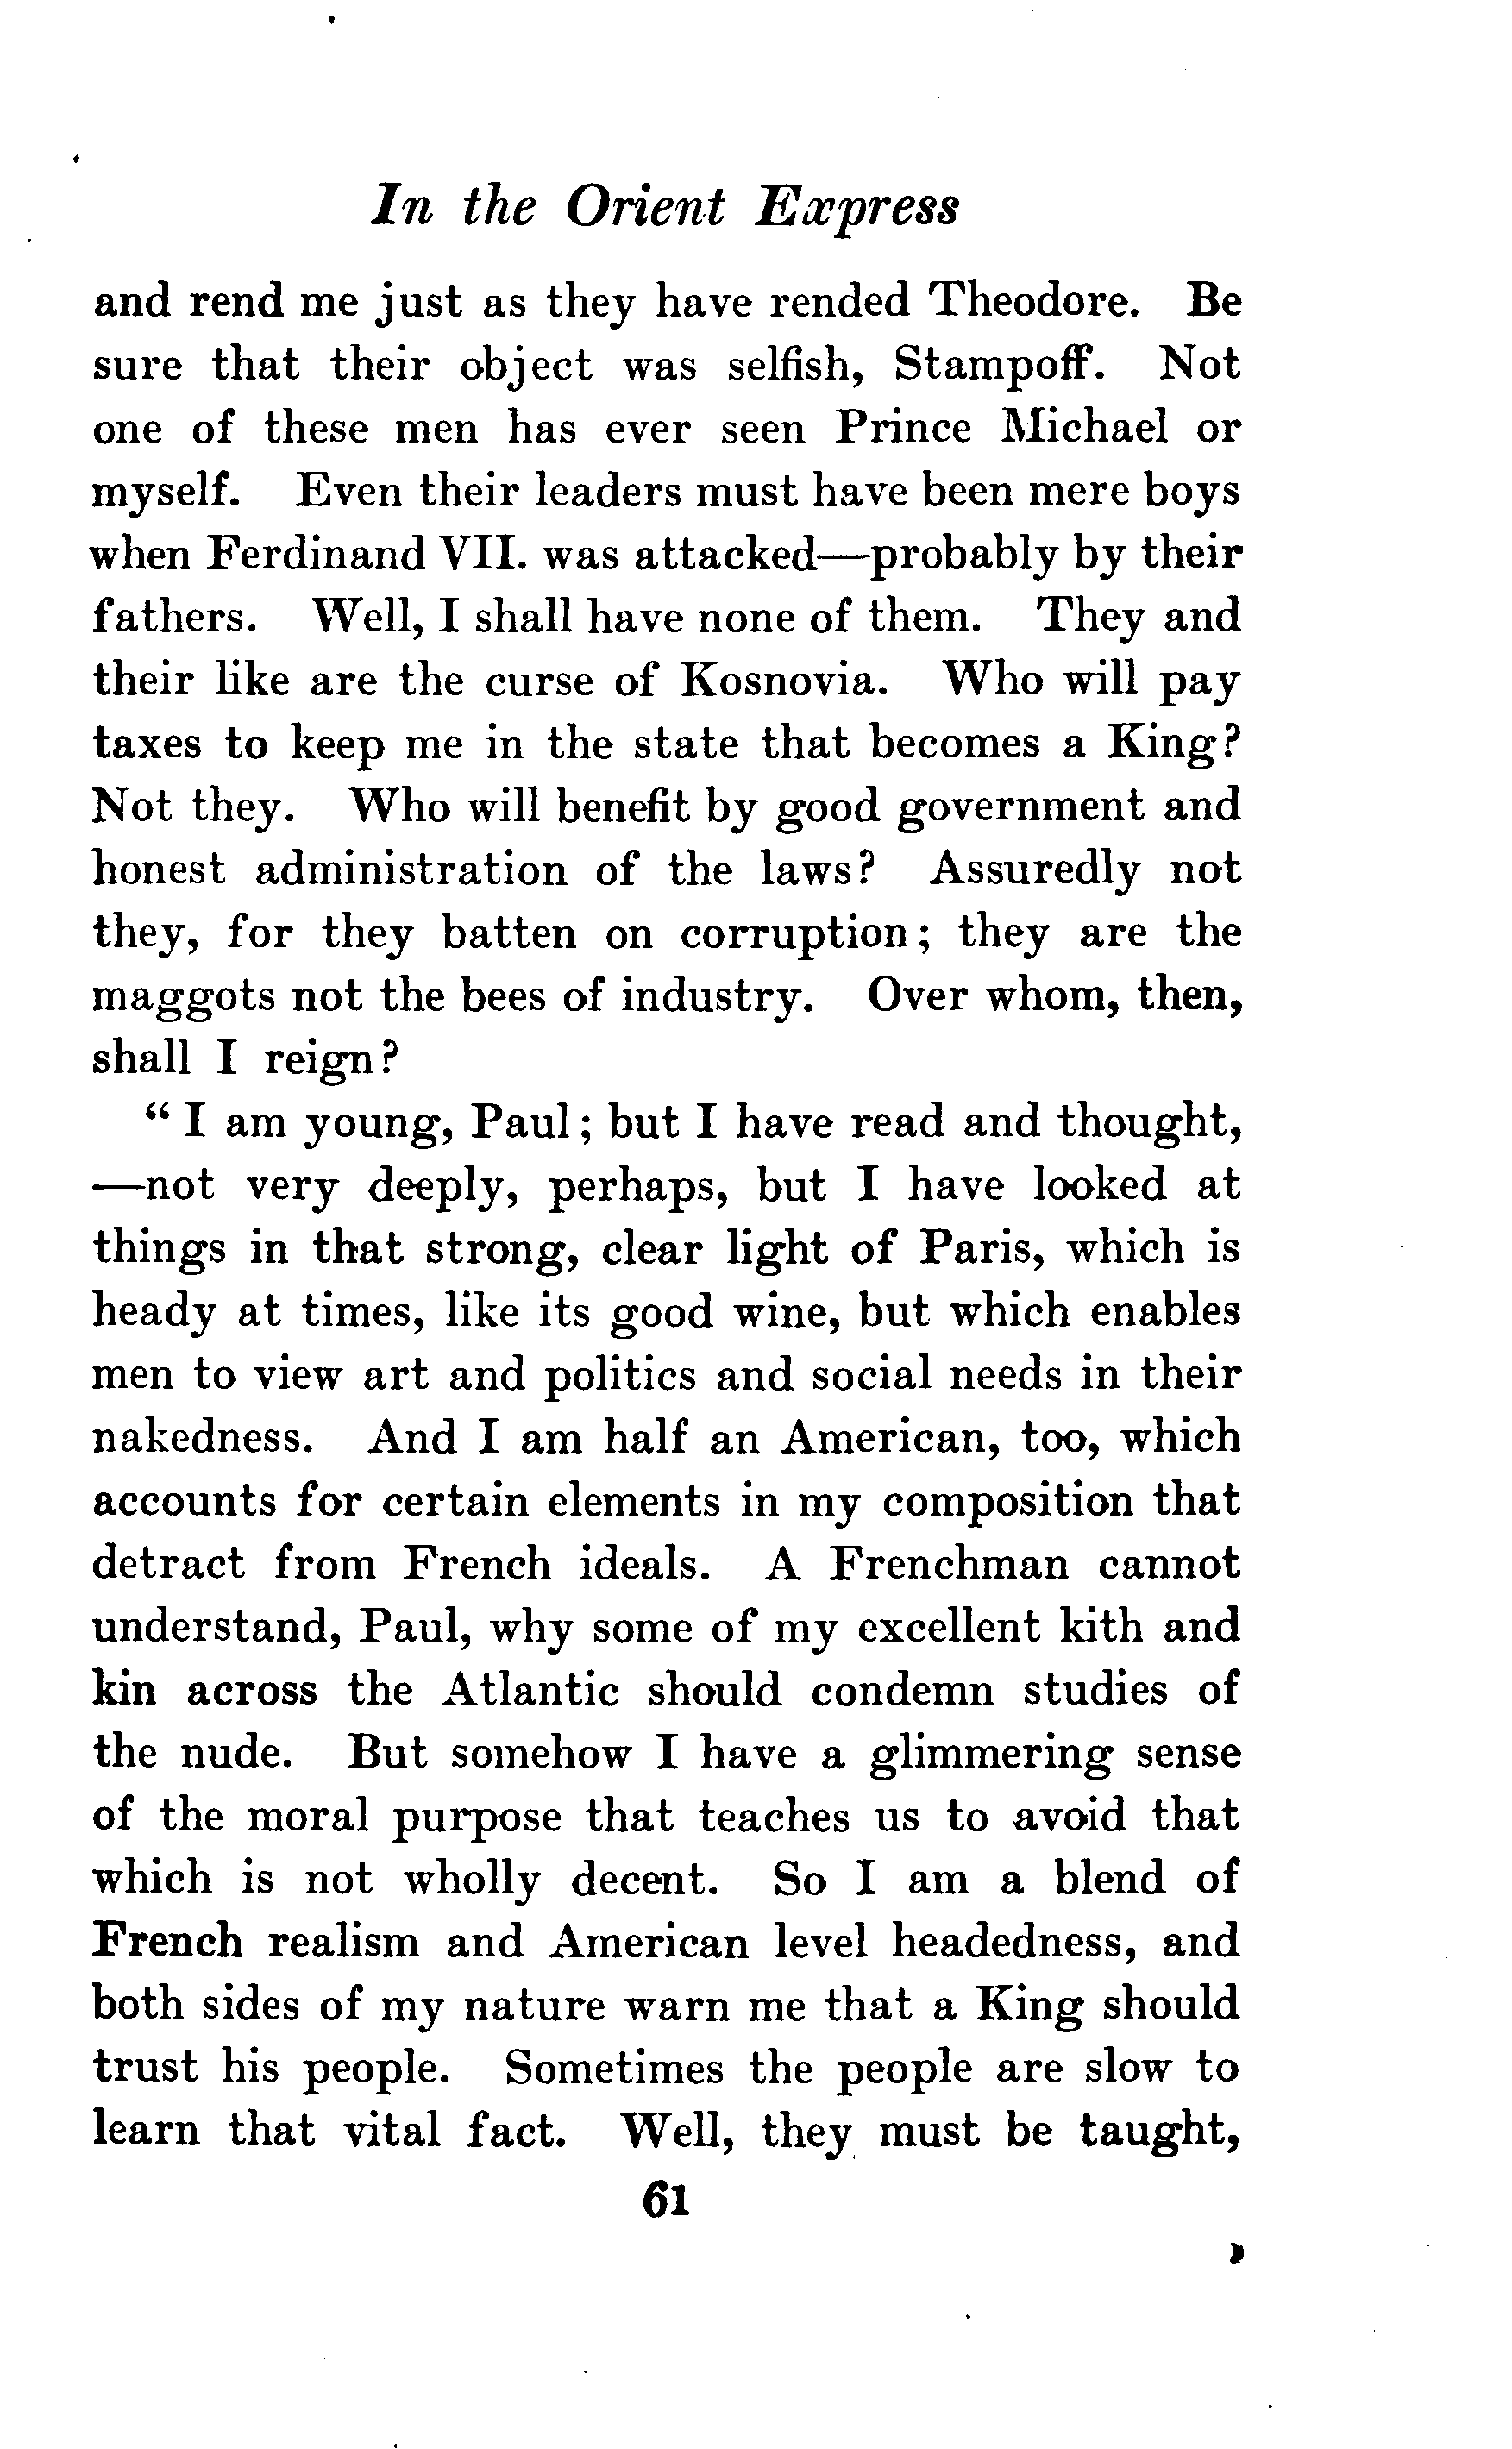 In the Orient Express
and rend me just as they have rended Theodore. Be
sure that their object was selfish, Stampoff. Not
one of these men has ever seen Prince Michael or
myself. Even their leaders must have been mere boys
when Ferdinand VII. was attacked—probably by their
fathers. Well, I shall have none of them. They and
their like are the curse of Kosnovia. Who will pay
taxes to keep me in the state that becomes a King?
Not they. Who will benefit by good government and
honest administration of the laws? Assuredly not
they, for they batten on corruption; they are the
maggots not the bees of industry. Over whom, then,
shall I reign?
“I am young, Paul; but I have read and thought,
—not very deeply, perhaps, but I have looked at
things in that strong, clear light of Paris, which is
heady at times, like its good wine, but which enables
men to view art and politics and social needs in their
nakedness. And I am half an American, too, which
accounts for certain elements in my composition that
detract from French ideals. A Frenchman cannot
understand, Paul, why some of my excellent kith and
kin across the Atlantic should condemn studies of
the nude. But somehow I have a glimmering sense
of the moral purpose that teaches us to avoid that
which is not wholly decent. So I am a blend of
French realism and American level headedness, and
both sides of my nature warn me that a King should
trust his people. Sometimes the people are slow to
learn that vital fact. Well, they must be taught,
61